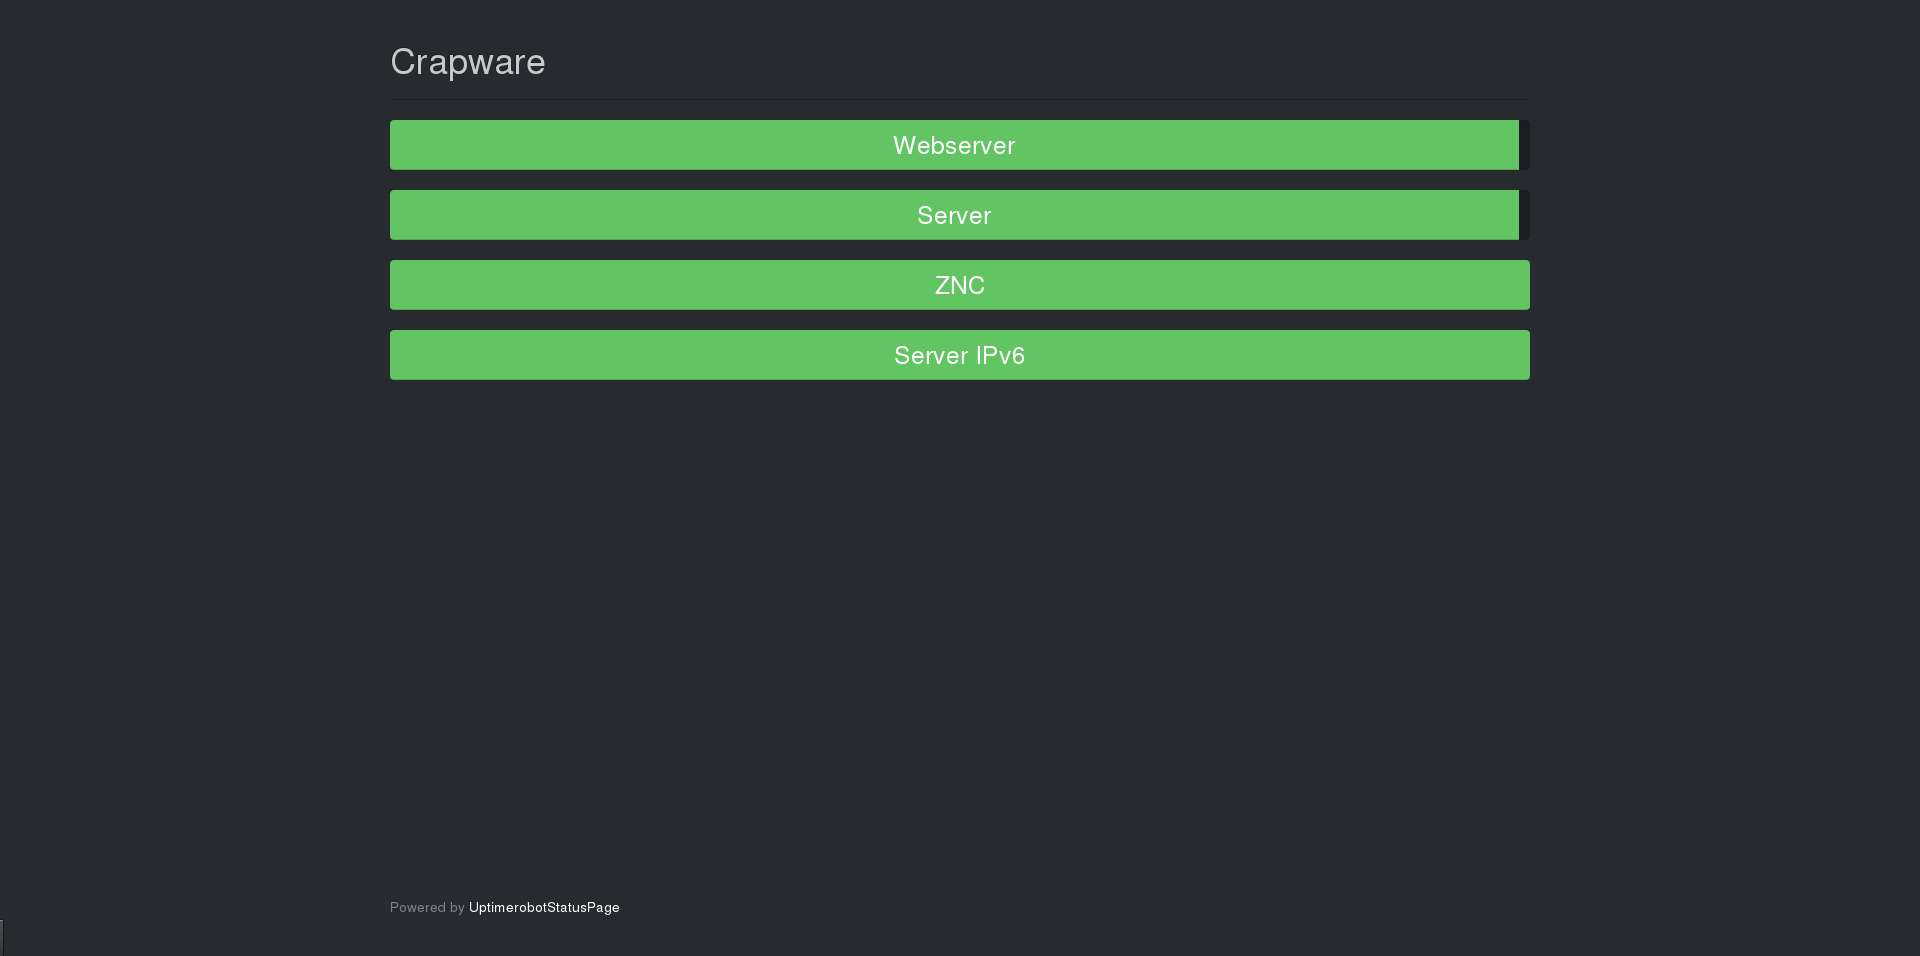 Crapware
Webserver
Server
ZNC
Server IPv6
Powered by UptimerobotStatusPage